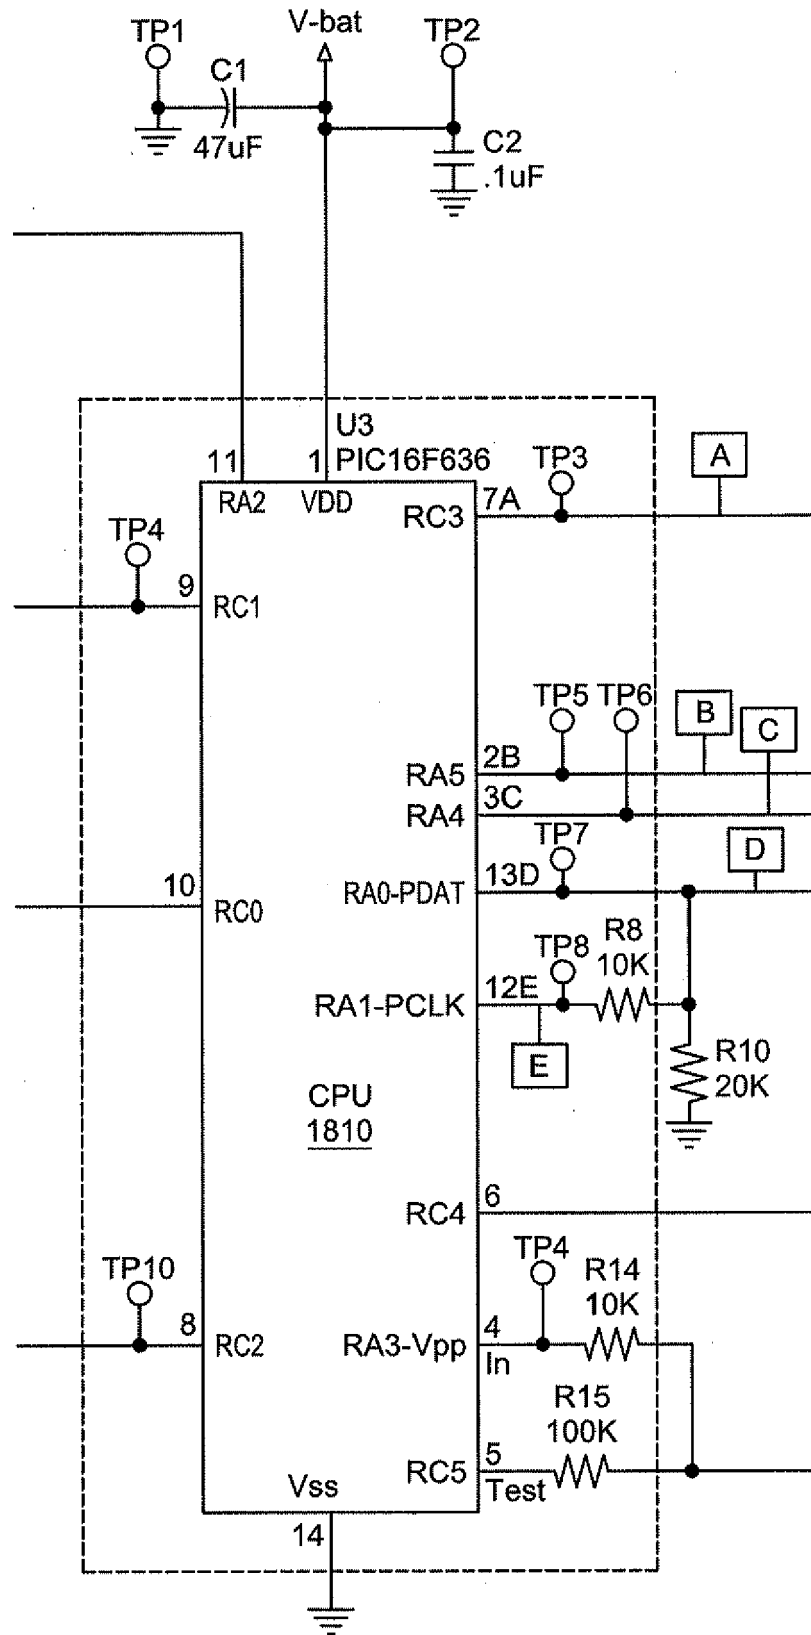 TP1
V-bat
TP2
C1
47uF
C2
.1uF
U3
PIC16F636
11
1
RA2
VDD
TP3
A
RC3
7A
TP4
9
RC1
TP5
TP6
B
C
RA5
2B
RA4
3C
TP7
D
10
RC0
RA0-PDAT
13D
TP8
R8
10K
RA1-PCLK
12E
E
R10
20K
CPU
1810
RC4
6
TP10
8
RC2
TP4
R14
10K
RA3-Vpp
4
In
R15
100K
RC5
5
Test
Vss
14